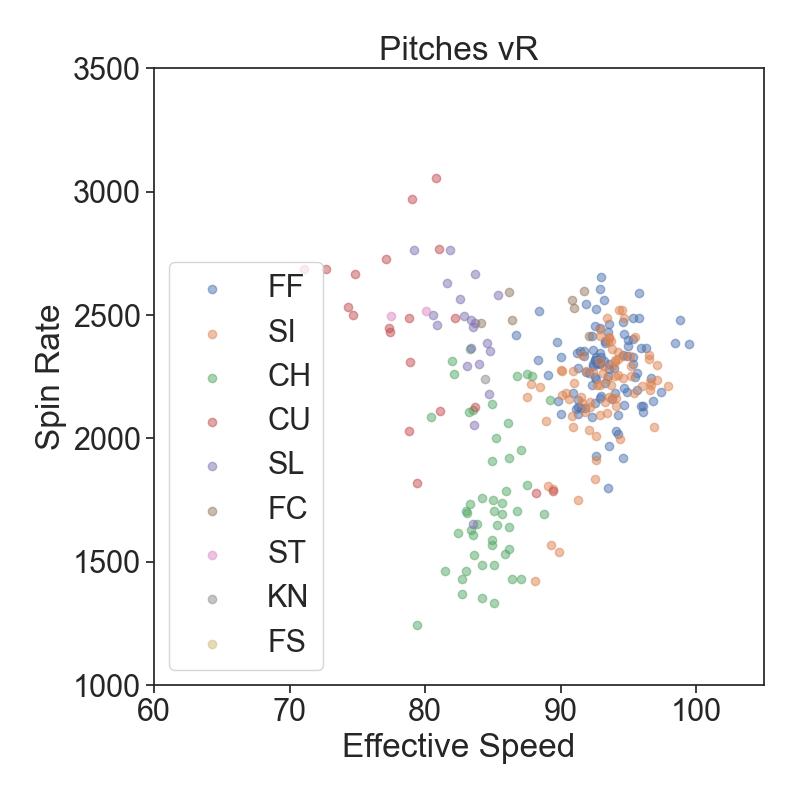 Pitches vR
3500
3000
2500
2000
1500
1000
Spin Rate
FF
SI
CH
CU
SL
FC
ST
KN
FS
60 70 80 90 100
Effective Speed